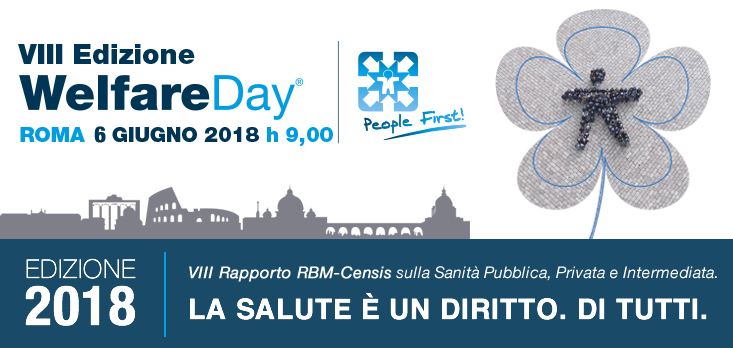 VIII Edizione
WelfareDay®
ROMA 6 GIUGNO 2018 h 9,00
People First!
EDIZIONE
2018
VIII Rapporto RBM-Censis sulla Sanità Pubblica, Privata e Intermediata.
LA SALUTE È UN DIRITTO. DI TUTTI.